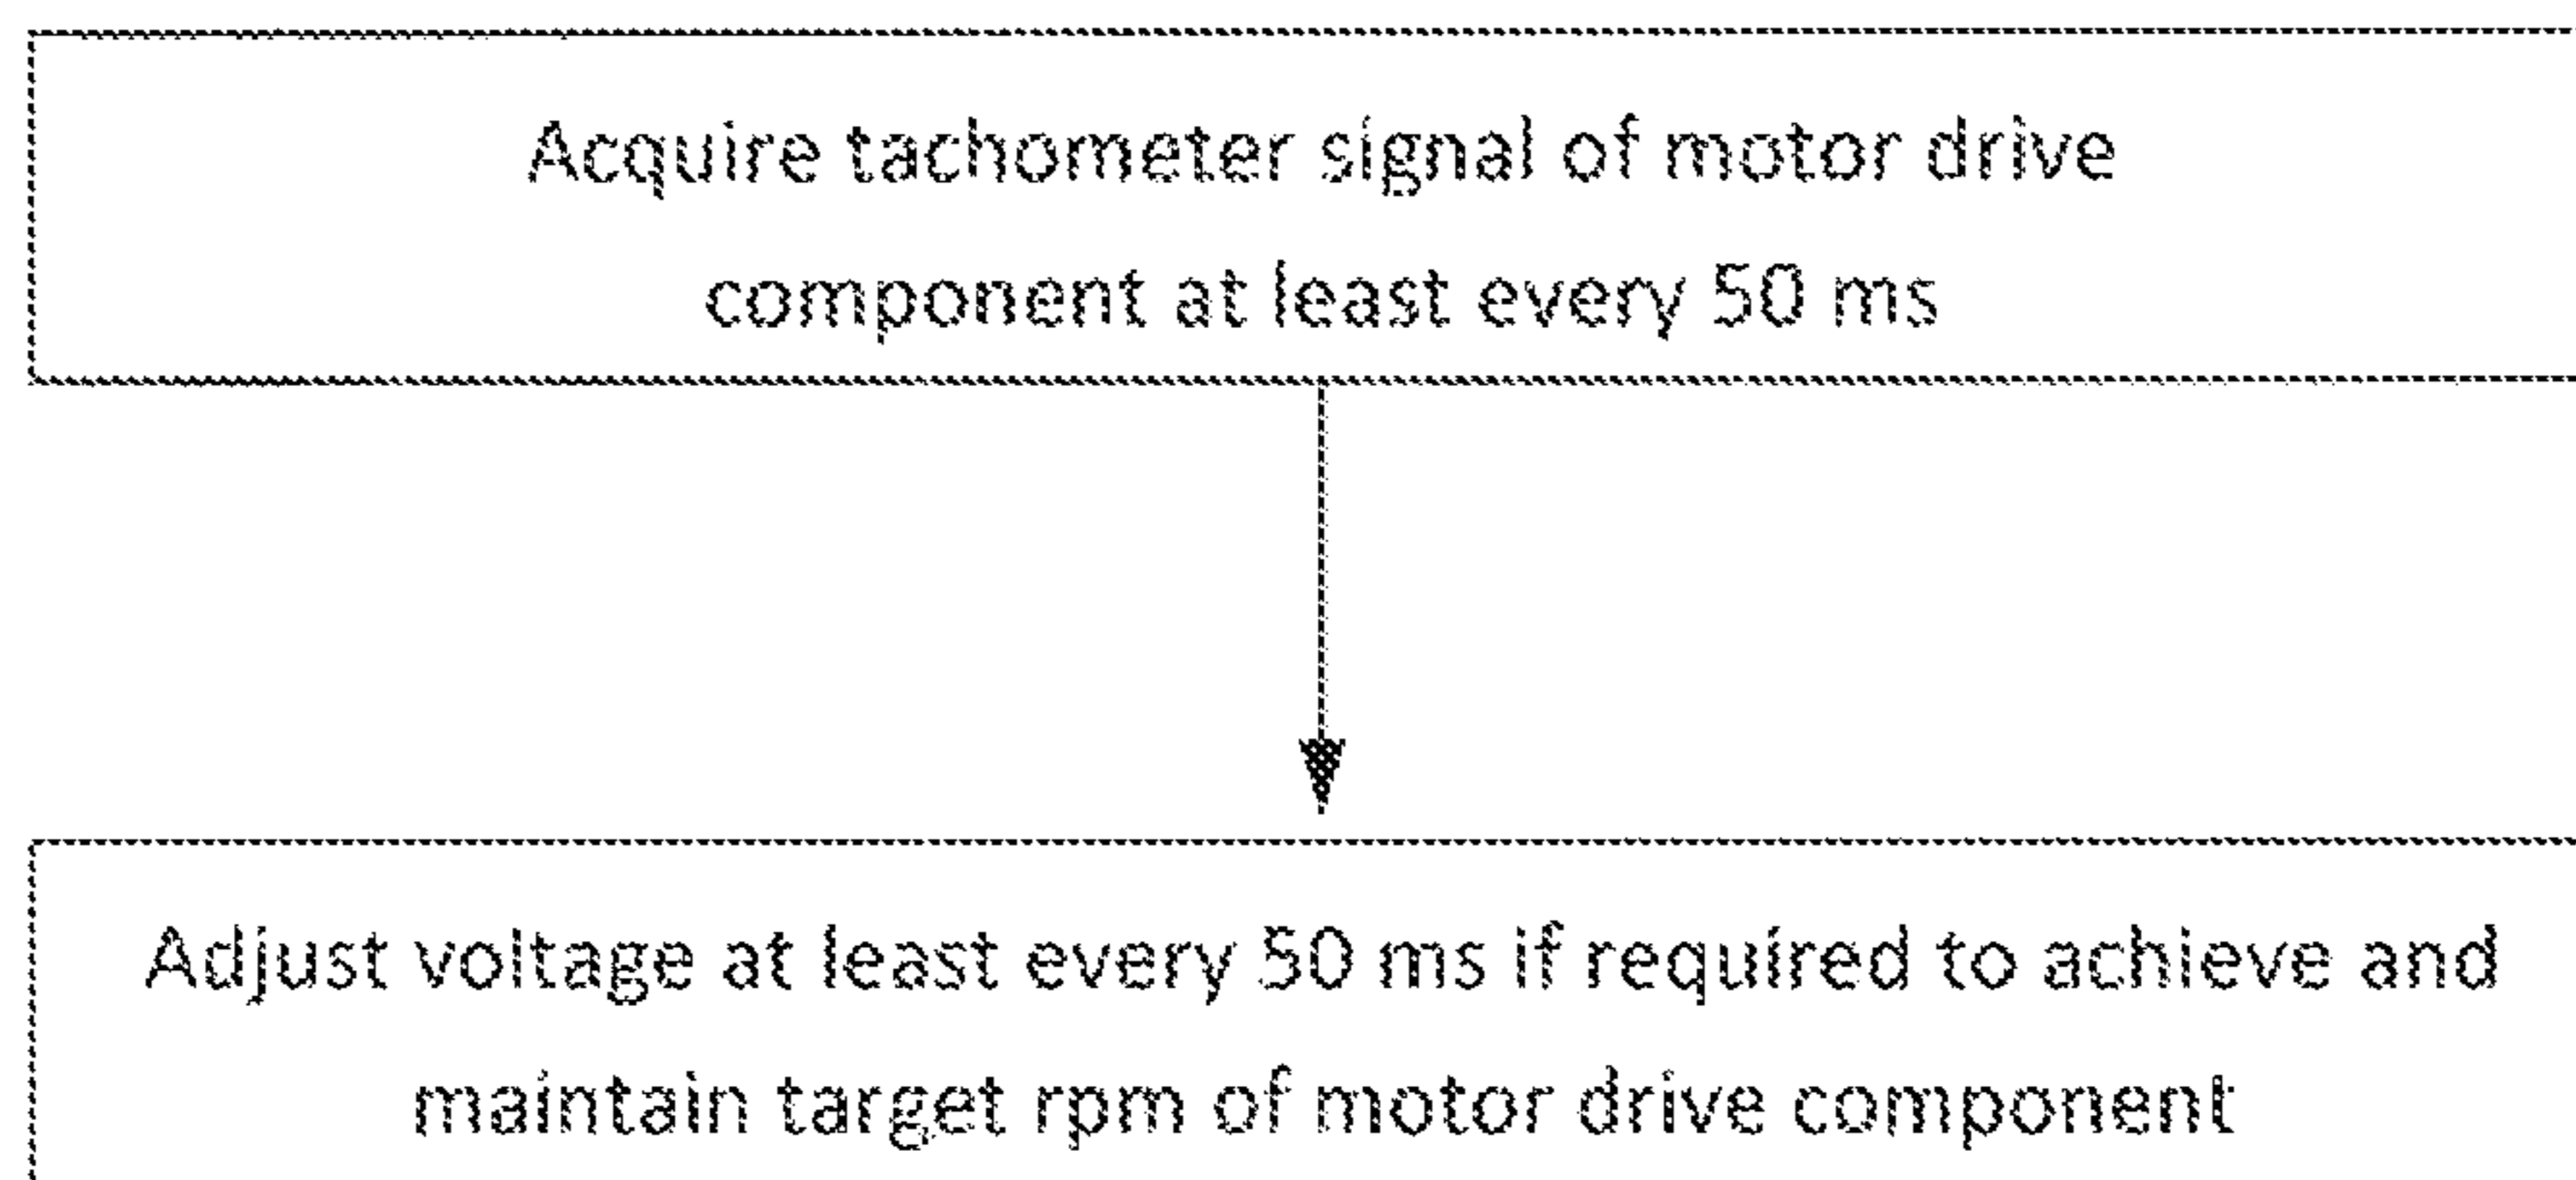 Acquire tachometer signal of motor drive
component at least every 50 ms
Adjust voltage at least every 50 ms if required to achieve and
maintain target rpm of motor drive component